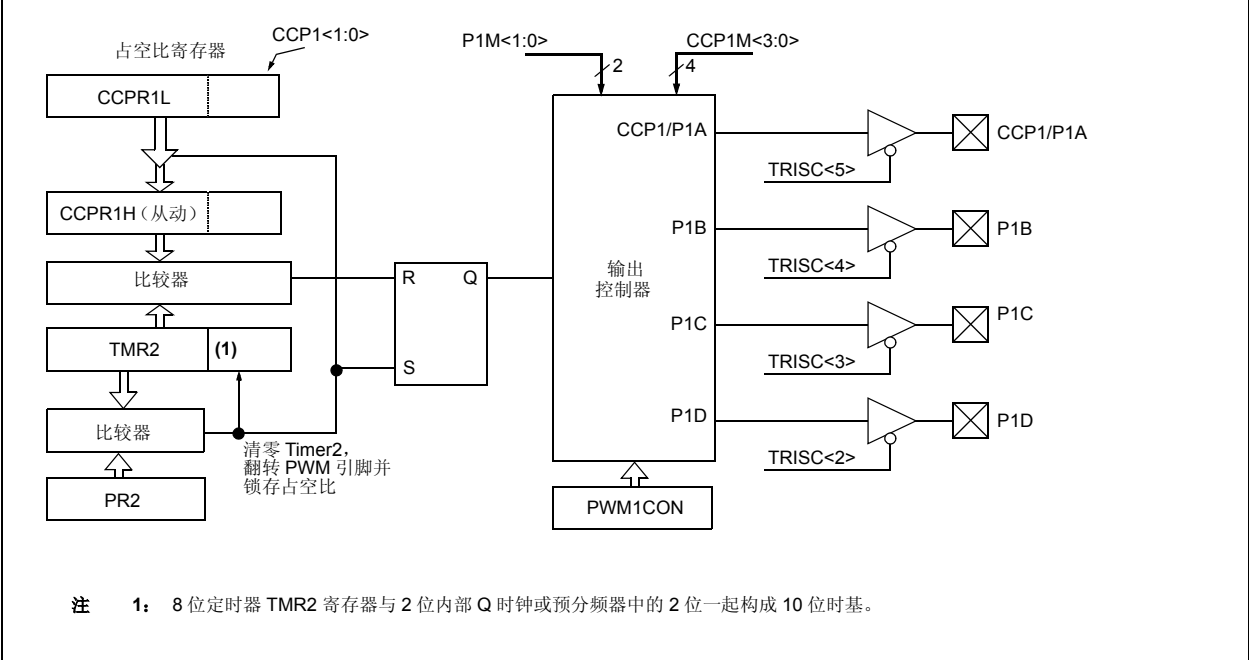 占空比寄存器
CCP1<1:0>
CCPR1L
CCPR1H（从动）
比较器
TMR2
(1)
比较器
PR2
清零 Timer2，
翻转 PWM 引脚并
锁存占空比
R
Q
S
P1M<1:0>
2
CCP1M<3:0>
4
输出
控制器
CCP1/P1A
P1B
P1C
P1D
PWM1CON
TRISC<5>
CCP1/P1A
TRISC<4>
P1B
TRISC<3>
P1C
TRISC<2>
P1D
注 1： 8 位定时器 TMR2 寄存器与 2 位内部 Q 时钟或预分频器中的 2 位一起构成 10 位时基。